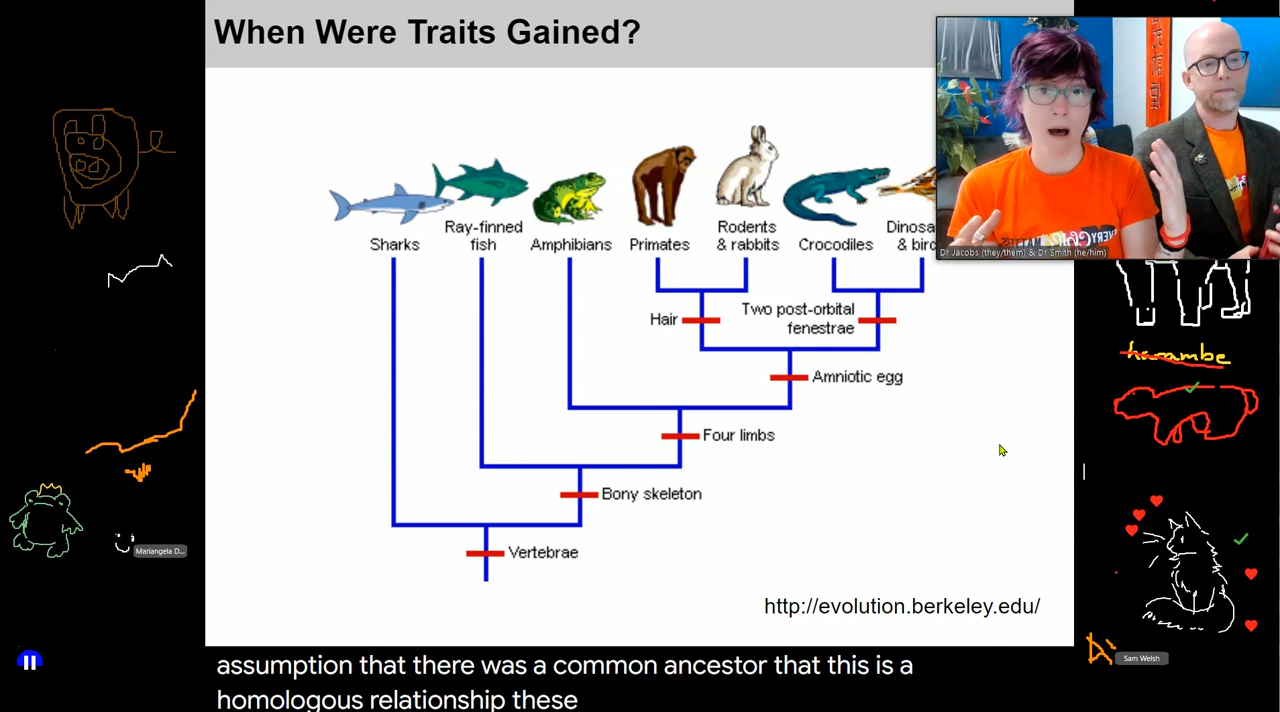 When Were Traits Gained?
Sharks
Ray-finned
fish
Amphibians
Primates
Rodents
& rabbits
Crocodiles
Dinosa
& bird
Dr Jacobs (they/them) & Dr Smith (he/him)
Hair
Two post-orbital
fenestrae
Amniotic egg
Four limbs
Bony skeleton
Vertebrae
harambe
Mariangela D...
Sam Welsh
http://evolution.berkeley.edu/
assumption that there was a common ancestor that this is a
homologous relationship these